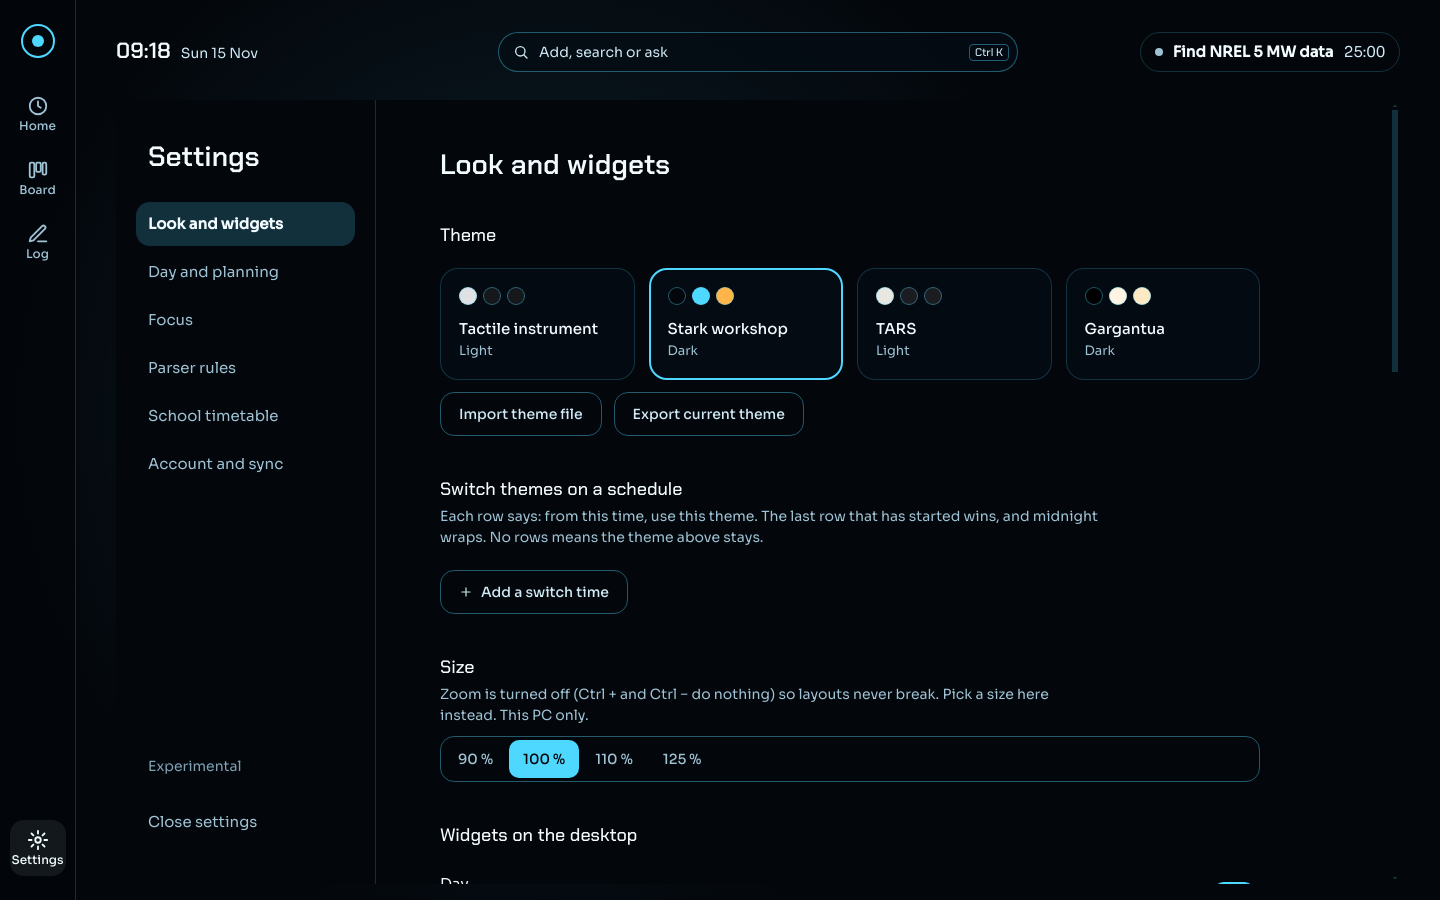 09:18 Sun 15 Nov
Add, search or ask
Ctrl K
Find NREL 5 MW data 25:00
Home
Board
Log
Settings
Settings
Look and widgets
Day and planning
Focus
Parser rules
School timetable
Account and sync
Experimental
Close settings
Look and widgets
Theme
Tactile instrument
Light
Stark workshop
Dark
TARS
Light
Gargantua
Dark
Import theme file
Export current theme
Switch themes on a schedule
Each row says: from this time, use this theme. The last row that has started wins, and midnight
wraps. No rows means the theme above stays.
+ Add a switch time
Size
Zoom is turned off (Ctrl + and Ctrl − do nothing) so layouts never break. Pick a size here
instead. This PC only.
90 % 100 % 110 % 125 %
Widgets on the desktop
Day